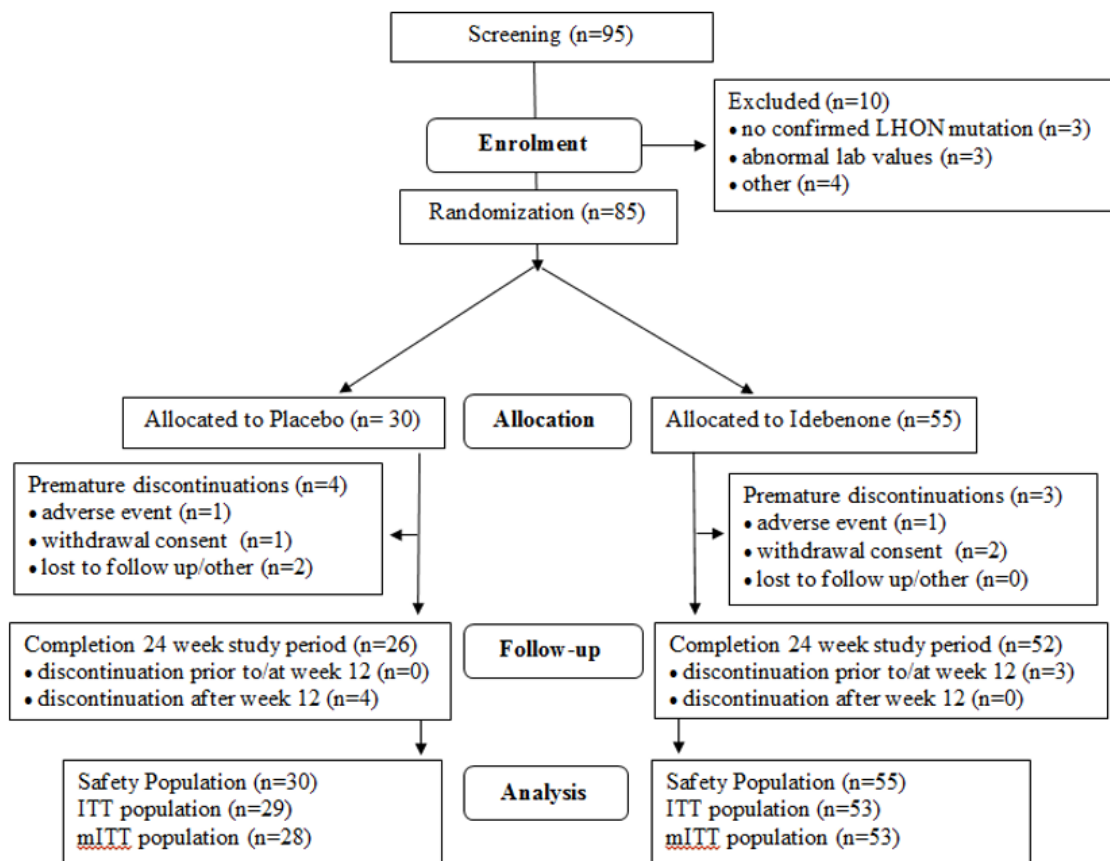 Screening (n=95)
Excluded (n=10)
• no confirmed LHON mutation (n=3)
• abnormal lab values (n=3)
• other (n=4)
Enrolment
Randomization (n=85)
Allocated to Placebo (n= 30)
Allocation
Allocated to Idebenone (n=55)
Premature discontinuations (n=4)
• adverse event (n=1)
• withdrawal consent  (n=1)
• lost to follow up/other (n=2)
Premature discontinuations (n=3)
• adverse event (n=1)
• withdrawal consent  (n=2)
• lost to follow up/other (n=0)
Completion 24 week study period (n=26)
• discontinuation prior to/at week 12 (n=0)
• discontinuation after week 12 (n=4)
Follow-up
Completion 24 week study period (n=52)
• discontinuation prior to/at week 12 (n=3)
• discontinuation after week 12 (n=0)
Safety Population (n=30)
ITT population (n=29)
mITT population (n=28)
Analysis
Safety Population (n=55)
ITT population (n=53)
mITT population (n=53)